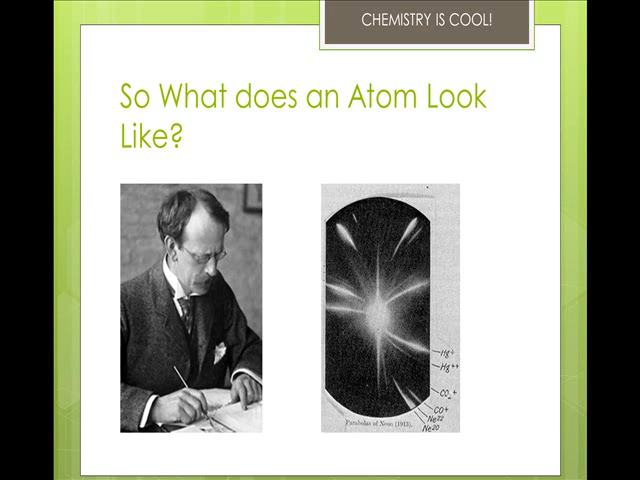 CHEMISTRY IS COOL!
So What does an Atom Look
Like?
Hg+
Hg++
CO₂+
CO+
Ne22
Ne20
Parabolas of Neon (1913).